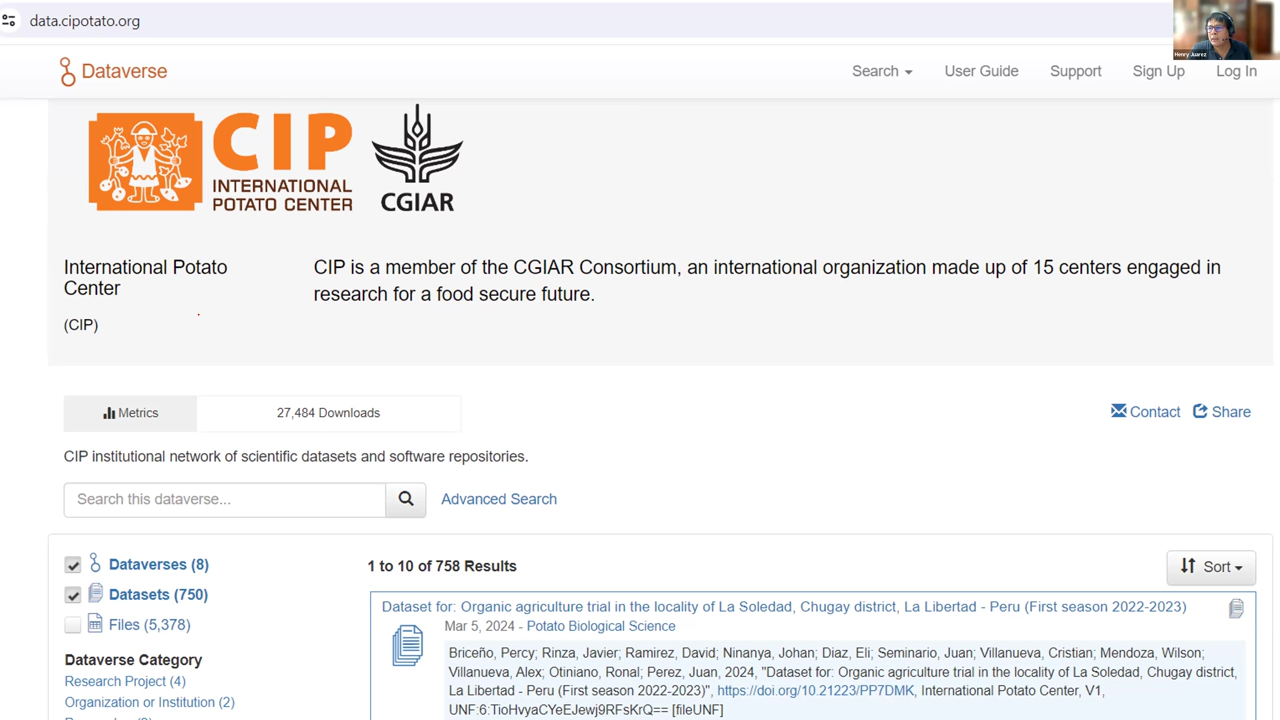 data.cipotato.org
Henry Juarez
Dataverse
Search
User Guide
Support
Sign Up
Log In
CIP
INTERNATIONAL
POTATO CENTER
CGIAR
International Potato
Center
(CIP)
CIP is a member of the CGIAR Consortium, an international organization made up of 15 centers engaged in
research for a food secure future.
Metrics
27,484 Downloads
Contact
Share
CIP institutional network of scientific datasets and software repositories.
Search this dataverse...
Advanced Search
Dataverses (8)
Datasets (750)
Files (5,378)
Dataverse Category
Research Project (4)
Organization or Institution (2)
1 to 10 of 758 Results
Sort
Dataset for: Organic agriculture trial in the locality of La Soledad, Chugay district, La Libertad - Peru (First season 2022-2023)
Mar 5, 2024 - Potato Biological Science
Briceño, Percy; Rinza, Javier; Ramirez, David; Ninanya, Johan; Diaz, Eli; Seminario, Juan; Villanueva, Cristian; Mendoza, Wilson;
Villanueva, Alex; Otiniano, Ronal; Perez, Juan, 2024, "Dataset for: Organic agriculture trial in the locality of La Soledad, Chugay district,
La Libertad - Peru (First season 2022-2023)", https://doi.org/10.21223/PP7DMK, International Potato Center, V1,
UNF:6:TioHvyaCYeEJewj9RFsKrQ== [fileUNF]